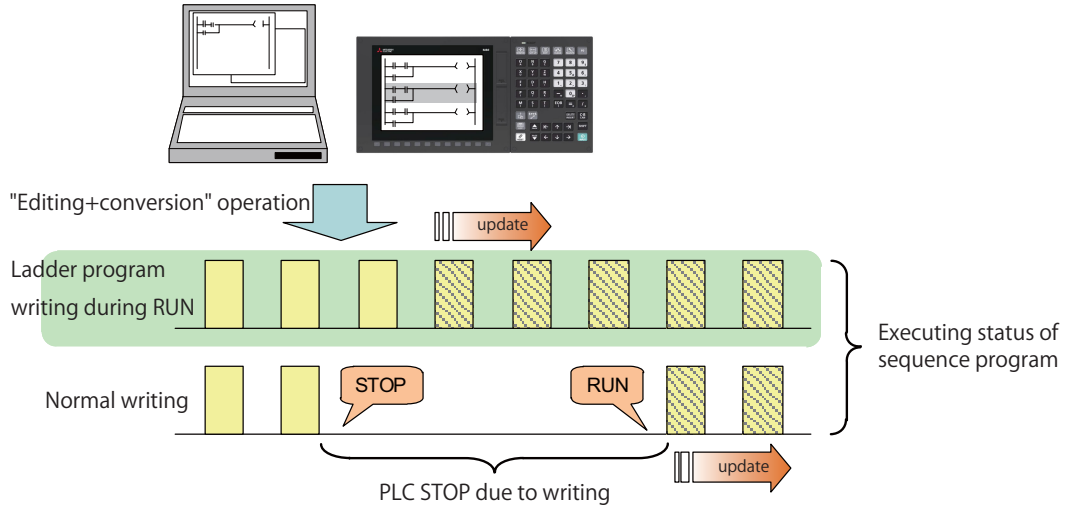 "Editing+conversion" operation
update
Ladder program
writing during RUN
Executing status of
sequence program
STOP
RUN
Normal writing
update
PLC STOP due to writing